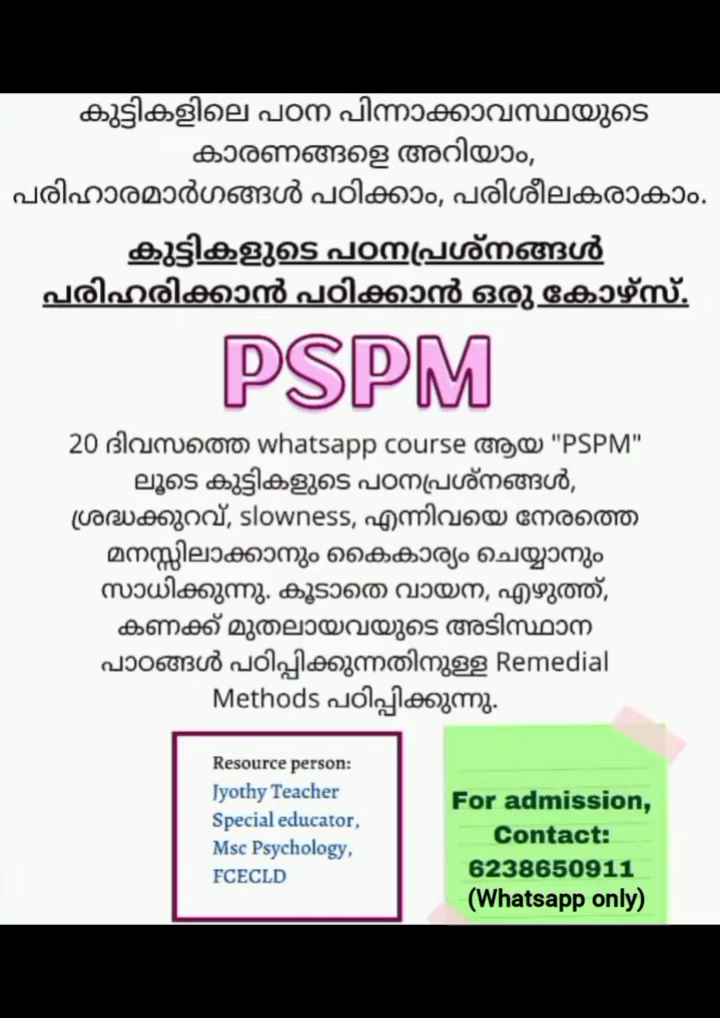 കുട്ടികളിലെ പഠന പിന്നാക്കാവസ്ഥയുടെ
കാരണങ്ങളെ അറിയാം,
പരിഹാരമാർഗങ്ങൾ പഠിക്കാം, പരിശീലകരാകാം.
കുട്ടികളുടെ പഠനപ്രശ്നങ്ങൾ
പരിഹരിക്കാൻ പഠിക്കാൻ ഒരു കോഴ്സ്.
PSPM
20 ദിവസത്തെ whatsapp course ആയ "PSPM"
ലൂടെ കുട്ടികളുടെ പഠനപ്രശ്നങ്ങൾ,
ശ്രദ്ധക്കുറവ്, slowness, എന്നിവയെ നേരത്തെ
മനസ്സിലാക്കാനും കൈകാര്യം ചെയ്യാനും
സാധിക്കുന്നു. കൂടാതെ വായന, എഴുത്ത്,
കണക്ക് മുതലായവയുടെ അടിസ്ഥാന
പാഠങ്ങൾ പഠിപ്പിക്കുന്നതിനുള്ള Remedial
Methods പഠിപ്പിക്കുന്നു.
Resource person:
Jyothy Teacher
Special educator,
Msc Psychology,
FCECLD
For admission,
Contact:
6238650911
(Whatsapp only)